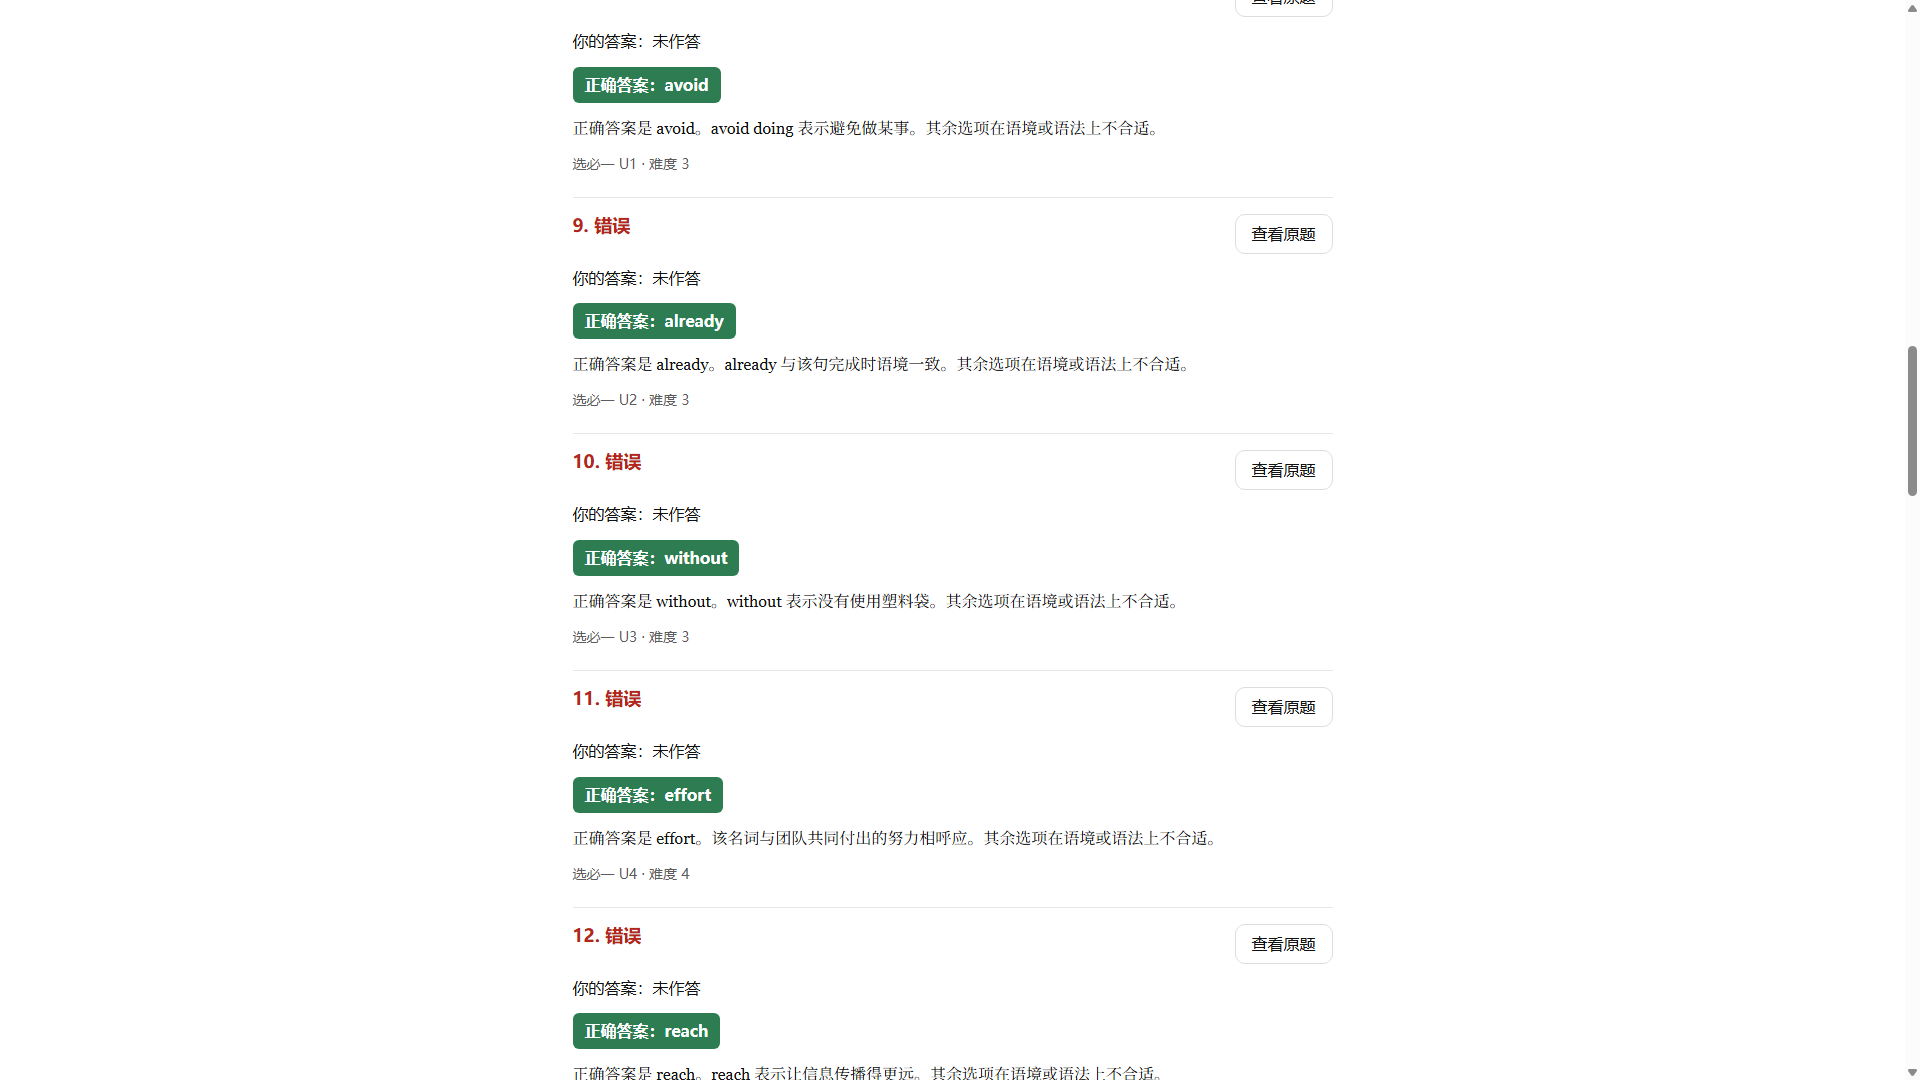 查看原题
你的答案：未作答
正确答案：avoid
正确答案是 avoid。avoid doing 表示避免做某事。其余选项在语境或语法上不合适。
选必一 U1 · 难度 3
9. 错误
查看原题
你的答案：未作答
正确答案：already
正确答案是 already。already 与该句完成时语境一致。其余选项在语境或语法上不合适。
选必一 U2 · 难度 3
10. 错误
查看原题
你的答案：未作答
正确答案：without
正确答案是 without。without 表示没有使用塑料袋。其余选项在语境或语法上不合适。
选必一 U3 · 难度 3
11. 错误
查看原题
你的答案：未作答
正确答案：effort
正确答案是 effort。该名词与团队共同付出的努力相呼应。其余选项在语境或语法上不合适。
选必一 U4 · 难度 4
12. 错误
查看原题
你的答案：未作答
正确答案：reach
正确答案是 reach。reach 表示让信息传播得更远。其余选项在语境或语法上不合适。